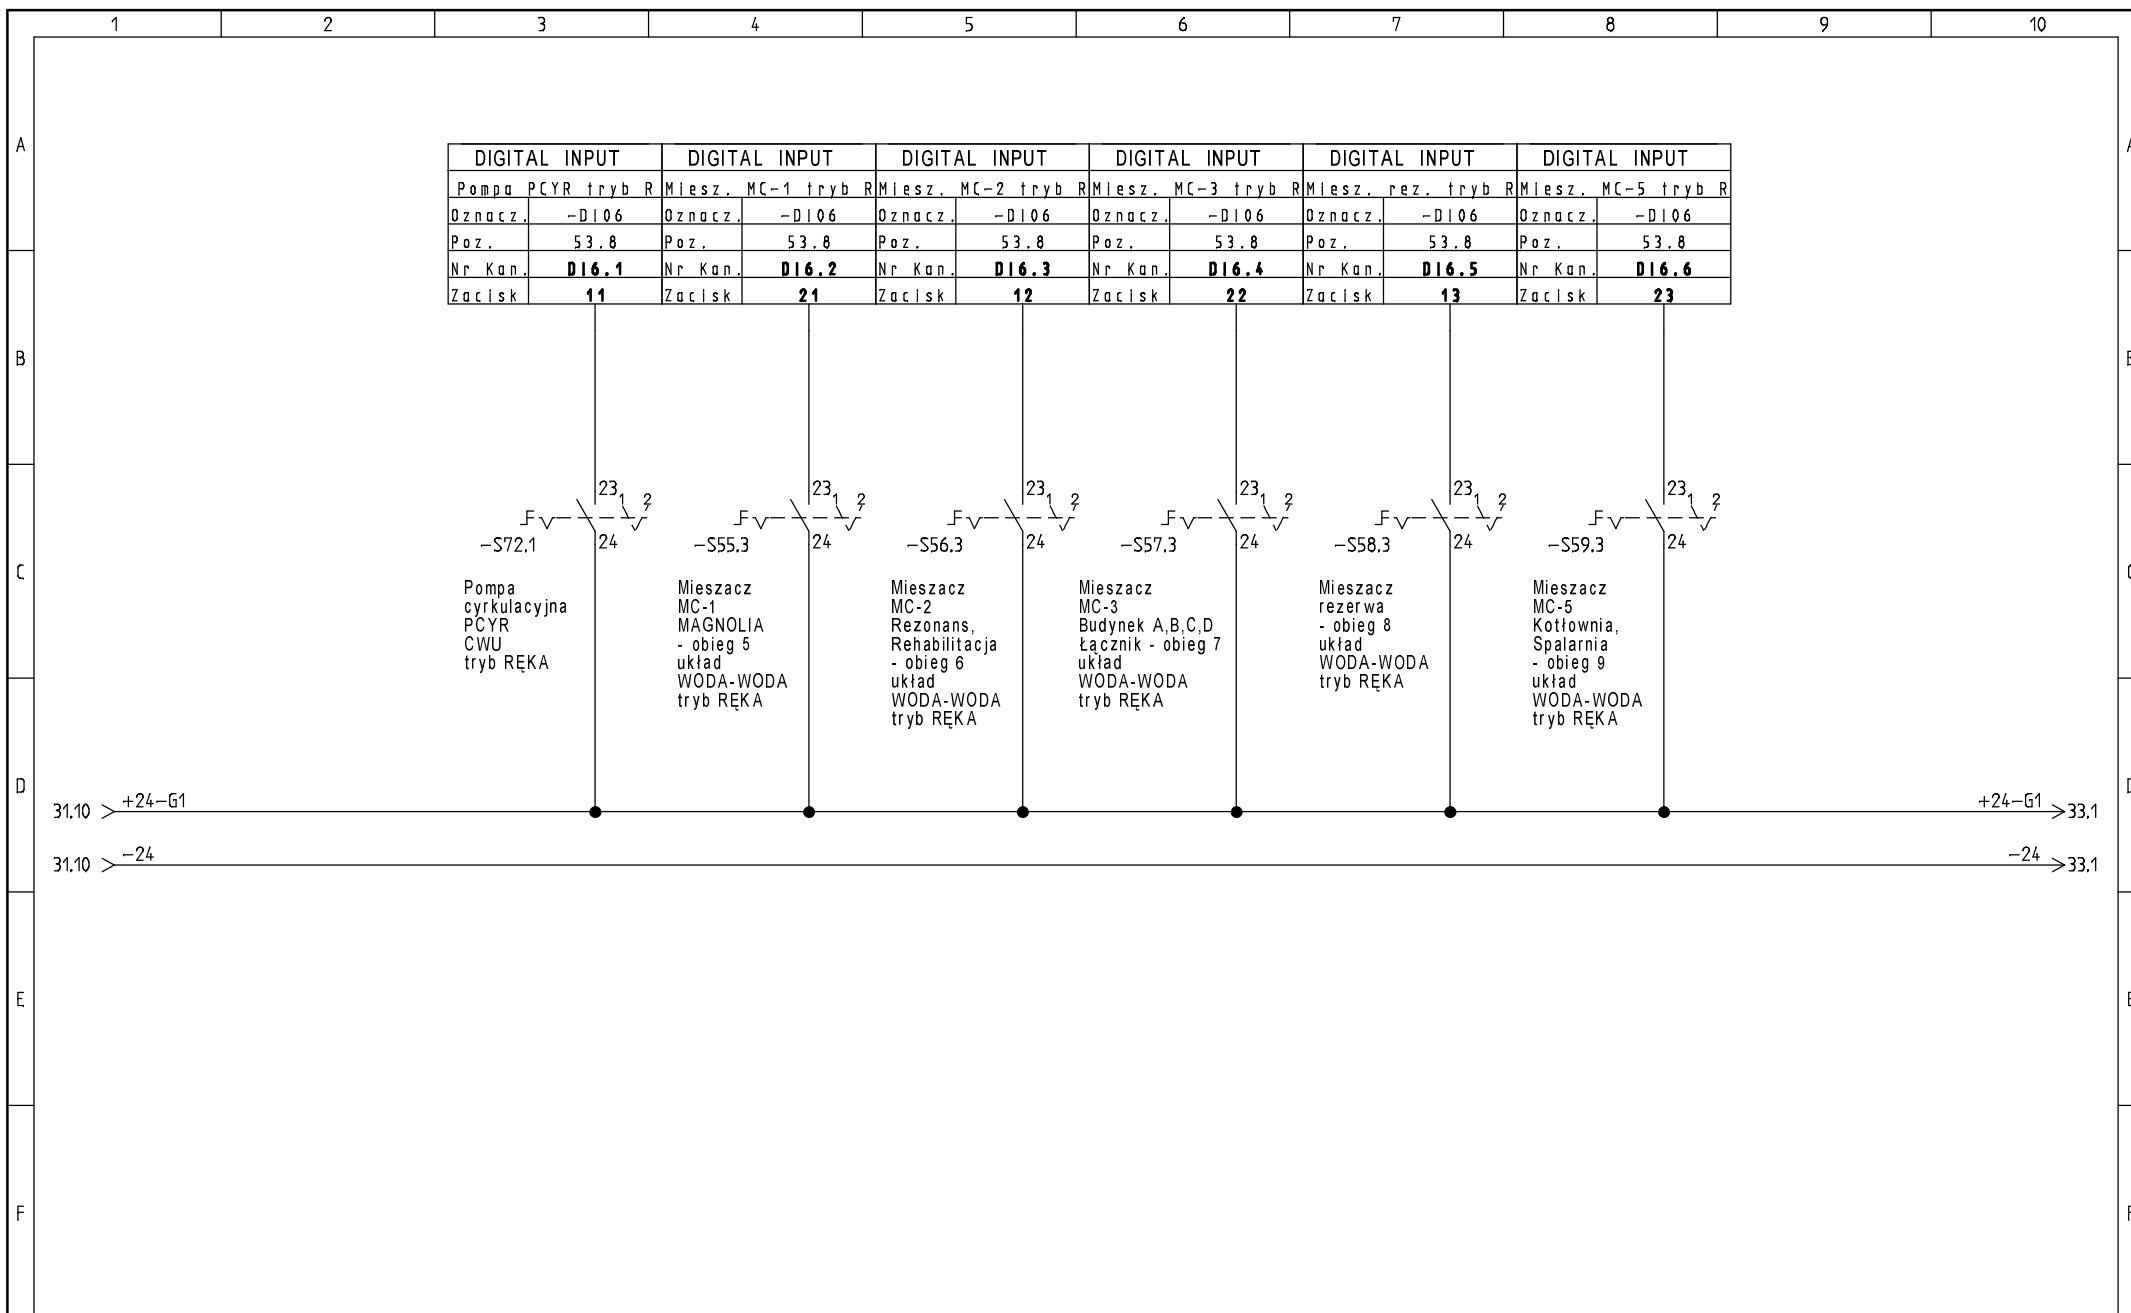 1 2 3 4 5 6 7 8 9 10
A
DIGITAL INPUT DIGITAL INPUT DIGITAL INPUT DIGITAL INPUT DIGITAL INPUT DIGITAL INPUT
Pompa PCYR tryb R Miesz. MC-1 tryb R Miesz. MC-2 tryb R Miesz. MC-3 tryb R Miesz. rez. tryb R Miesz. MC-5 tryb R
Oznacz. -DI06 Oznacz. -DI06 Oznacz. -DI06 Oznacz. -DI06 Oznacz. -DI06 Oznacz. -DI06
Poz. 53.8 Poz. 53.8 Poz. 53.8 Poz. 53.8 Poz. 53.8 Poz. 53.8
Nr Kan. DI6.1 Nr Kan. DI6.2 Nr Kan. DI6.3 Nr Kan. DI6.4 Nr Kan. DI6.5 Nr Kan. DI6.6
Zacisk 11 Zacisk 21 Zacisk 12 Zacisk 22 Zacisk 13 Zacisk 23
B
23 1 2 23 1 2 23 1 2 23 1 2 23 1 2 23 1 2
-S72.1 24 -S55.3 24 -S56.3 24 -S57.3 24 -S58.3 24 -S59.3 24
C
Pompa
cyrkulacyjna
PCYR
CWU
tryb RĘKA
Mieszacz
MC-1
MAGNOLIA
- obieg 5
układ
WODA-WODA
tryb RĘKA
Mieszacz
MC-2
Rezonans,
Rehabilitacja
- obieg 6
układ
WODA-WODA
tryb RĘKA
Mieszacz
MC-3
Budynek A,B,C,D
Łącznik - obieg 7
układ
WODA-WODA
tryb RĘKA
Mieszacz
rezerwa
- obieg 8
układ
WODA-WODA
tryb RĘKA
Mieszacz
MC-5
Kotłownia,
Spalarnia
- obieg 9
układ
WODA-WODA
tryb RĘKA
D
31.10 +24-G1 +24-G1 33.1
31.10 -24 -24 33.1
E
F